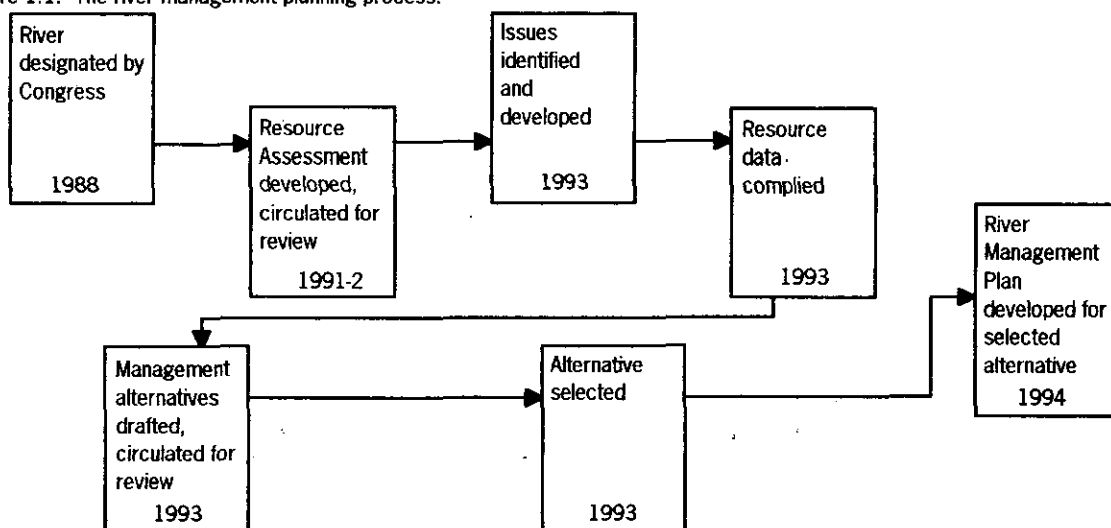 1.1. The river management planning process.
River
designated by
Congress
1988
Resource
Assessment
developed,
circulated for
review
1991-2
Issues
identified
and
developed
1993
Resource
data
complied
1993
Management
alternatives
drafted,
circulated for
review
1993
Alternative
selected
1993
River
Management
Plan
developed for
selected
alternative
1994